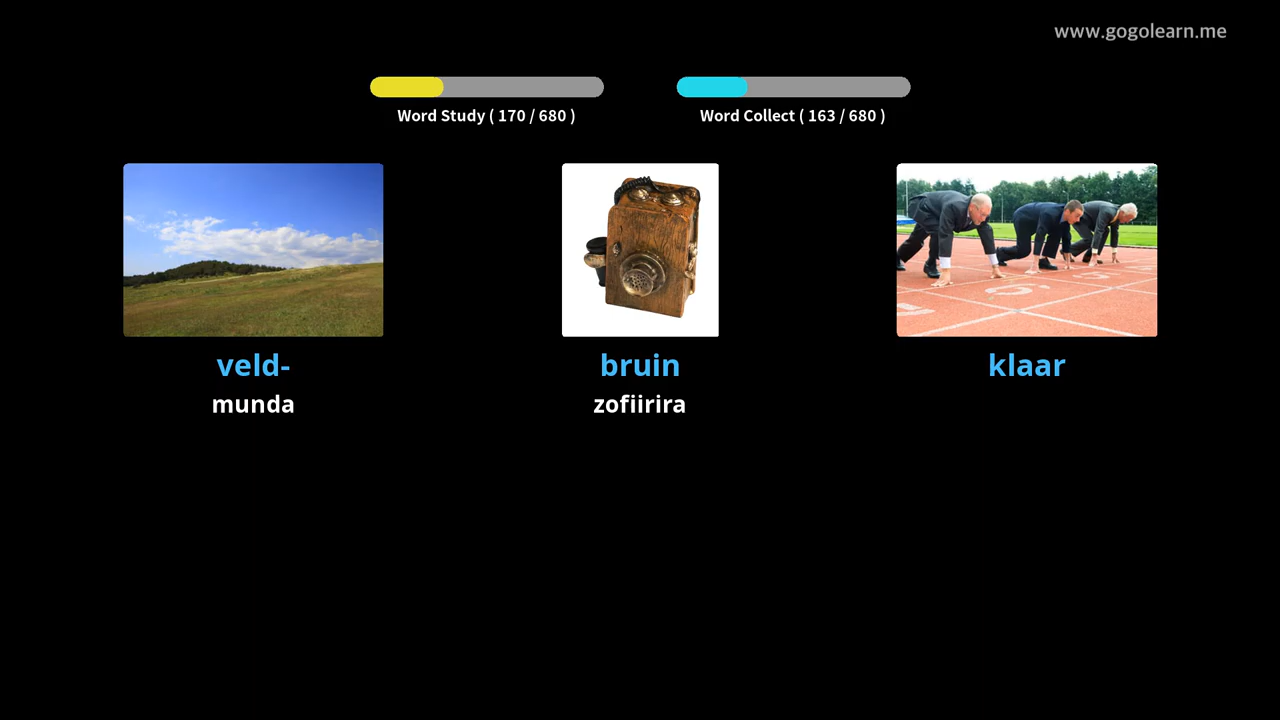 www.gogolearn.me
Word Study ( 170 / 680 )
Word Collect ( 163 / 680 )
veld-
munda
bruin
zofiirira
klaar